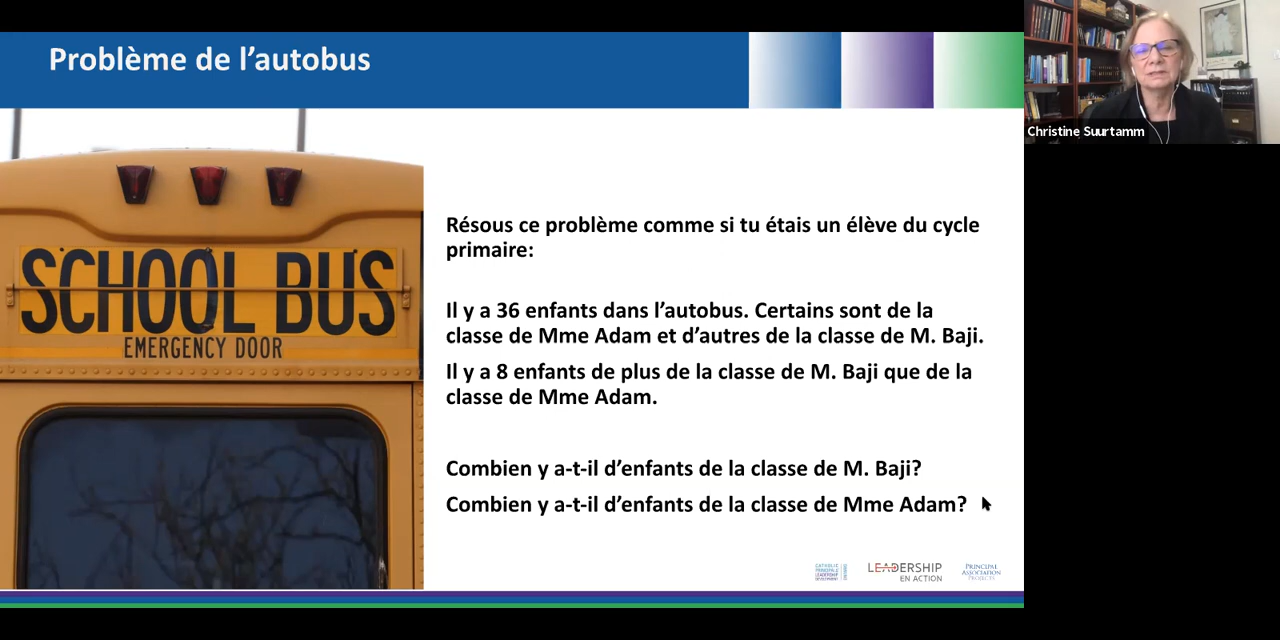 Problème de l’autobus
Christine Suurtamm
SCHOOL BUS
EMERGENCY DOOR
Résous ce problème comme si tu étais un élève du cycle
primaire:
Il y a 36 enfants dans l’autobus. Certains sont de la
classe de Mme Adam et d’autres de la classe de M. Baji.
Il y a 8 enfants de plus de la classe de M. Baji que de la
classe de Mme Adam.
Combien y a-t-il d’enfants de la classe de M. Baji?
Combien y a-t-il d’enfants de la classe de Mme Adam?
LEADERSHIP
EN ACTION
PRINCIPAL
ASSOCIATION
PROJECTS